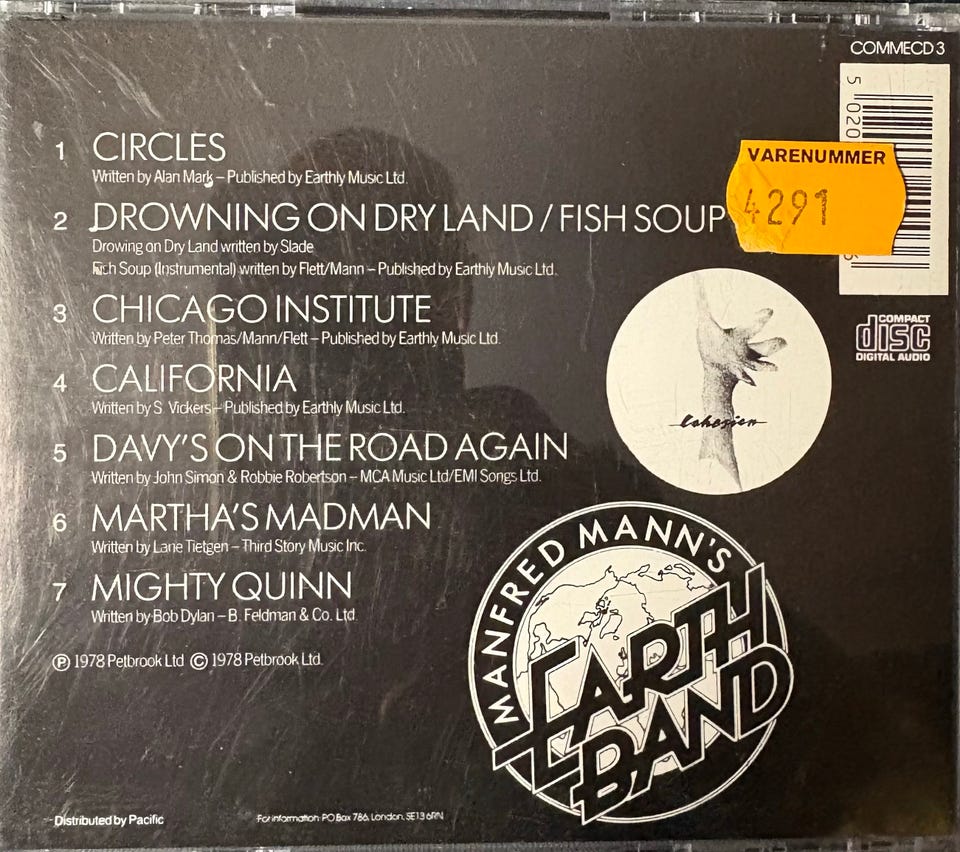 COMMECD 3
5 020
1 CIRCLES
Written by Alan Mark – Published by Earthly Music Ltd.
2 DROWNING ON DRY LAND / FISH SOUP
Drowing on Dry Land written by Slade
Fish Soup (Instrumental) written by Flett/Mann – Published by Earthly Music Ltd.
VARENUMMER
4291
6
3 CHICAGO INSTITUTE
Written by Peter Thomas/Mann/Flett – Published by Earthly Music Ltd.
COMPACT
disc
DIGITAL AUDIO
4 CALIFORNIA
Written by S. Vickers – Published by Earthly Music Ltd.
Cohesion
5 DAVY'S ON THE ROAD AGAIN
Written by John Simon & Robbie Robertson – MCA Music Ltd/EMI Songs Ltd.
6 MARTHA'S MADMAN
Written by Lane Tietgen – Third Story Music Inc.
7 MIGHTY QUINN
Written by Bob Dylan – B. Feldman & Co. Ltd.
MANFRED MANN'S
EARTH
BAND
Ⓟ 1978 Petbrook Ltd © 1978 Petbrook Ltd.
Distributed by Pacific
For information: PO Box 786, London, SE13 6RN